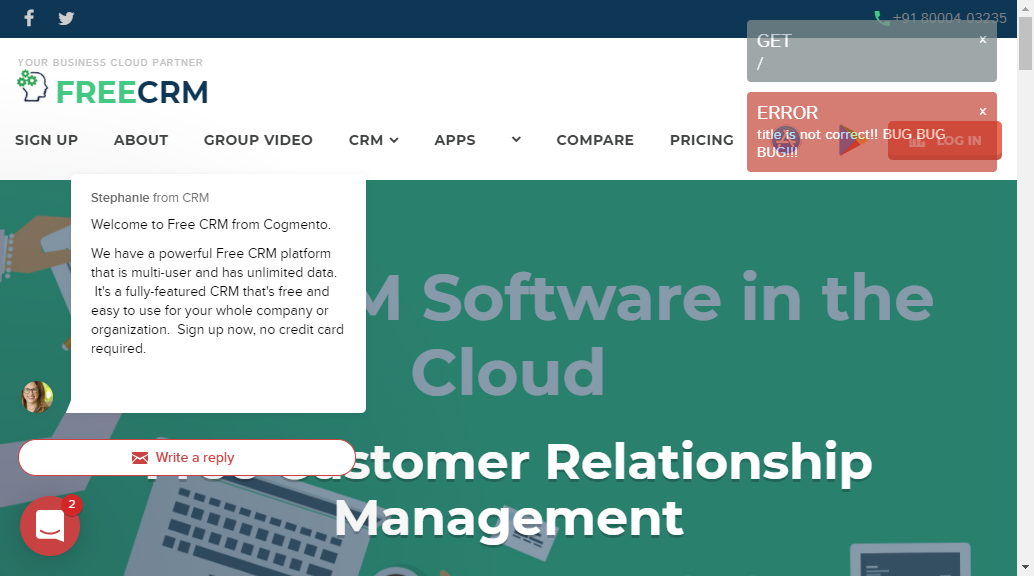 +91 80004 03235
GET
/
YOUR BUSINESS CLOUD PARTNER
FREECRM
ERROR
title is not correct!! BUG BUG
BUG!!!
SIGN UP
ABOUT
GROUP VIDEO
CRM
APPS
COMPARE
PRICING
LOG IN
Stephanie from CRM
Welcome to Free CRM from Cogmento.
We have a powerful Free CRM platform
that is multi-user and has unlimited data.
It's a fully-featured CRM that's free and
easy to use for your whole company or
organization. Sign up now, no credit card
required.
M Software in the
Cloud
Write a reply
Free Customer Relationship
Management
2